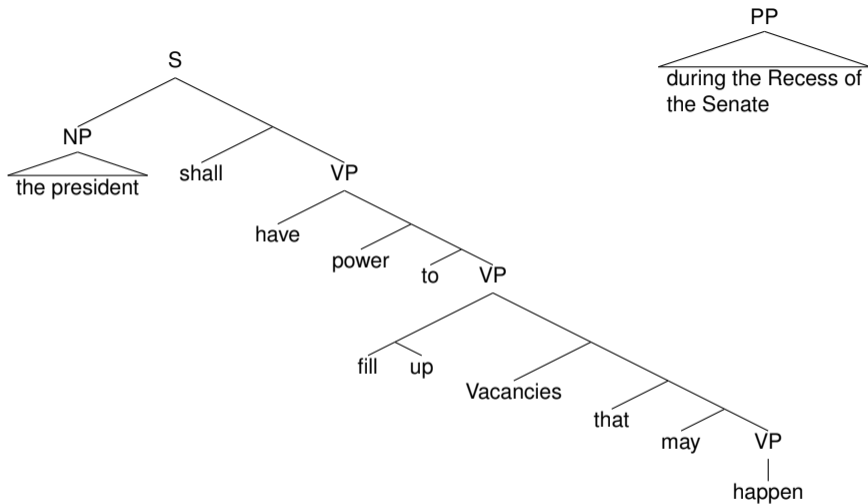 PP
during the Recess of
the Senate
S
NP
the president
shall
VP
have
power
to
VP
fill
up
Vacancies
that
may
VP
happen